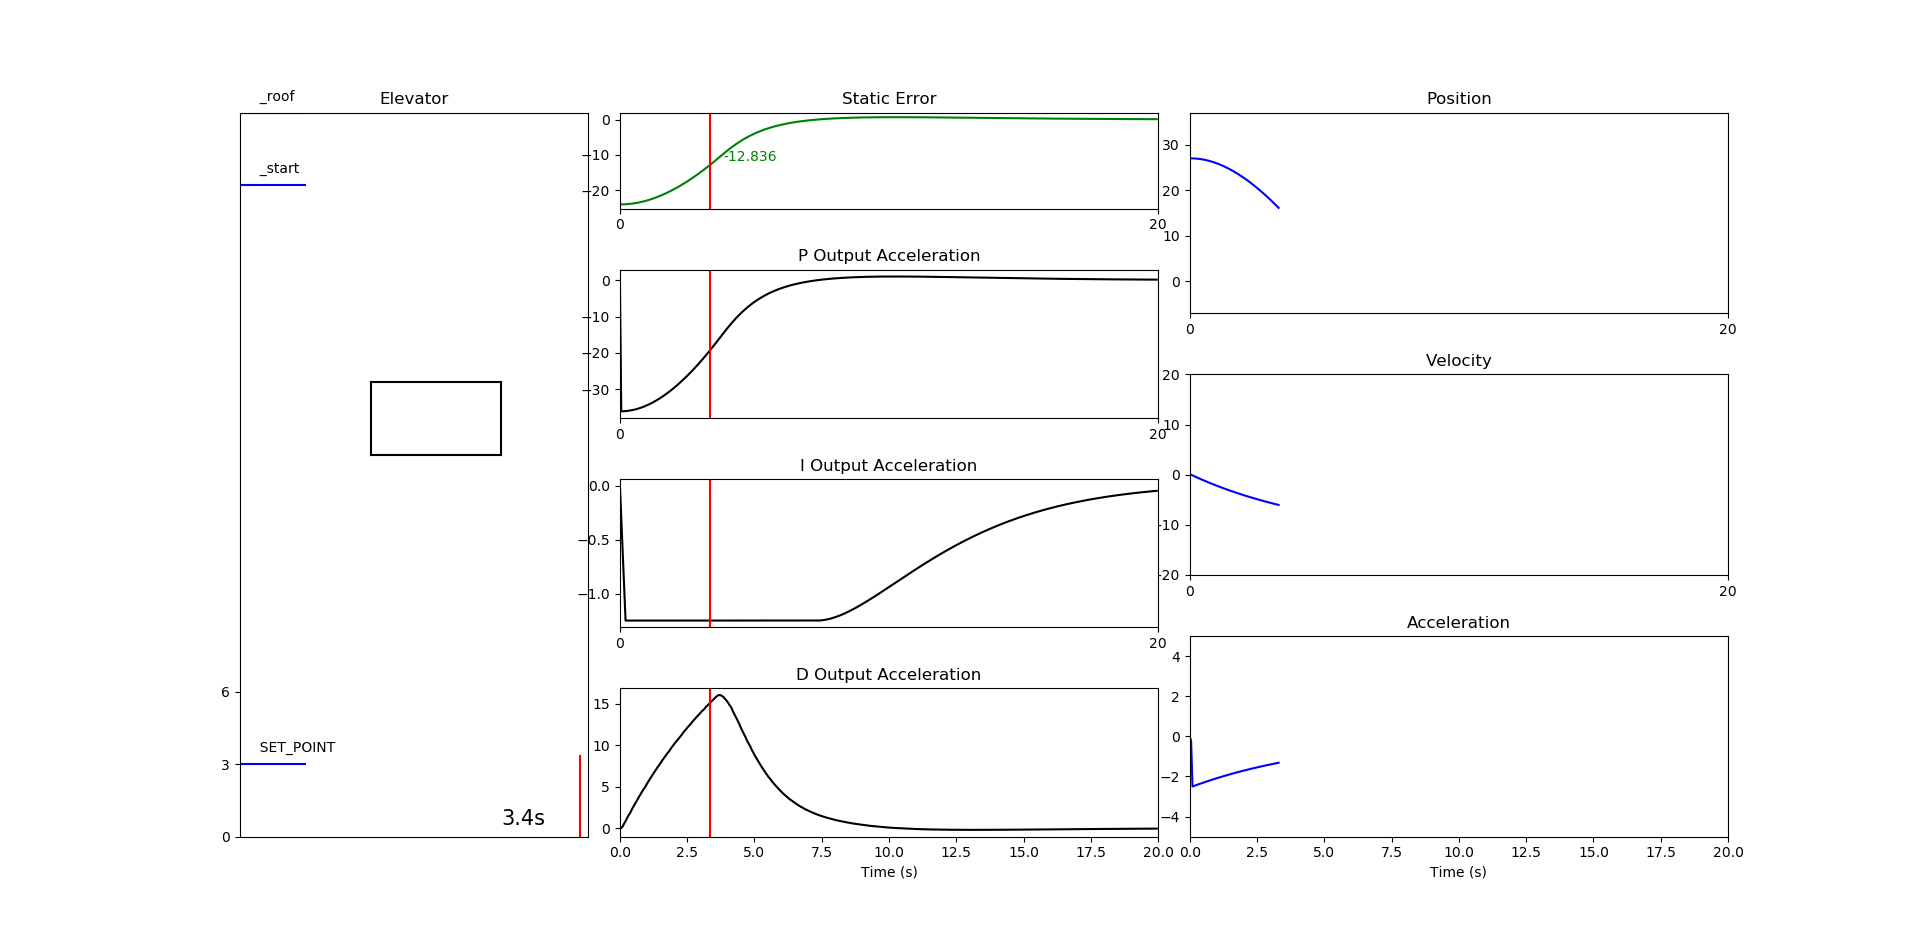 _roof
Elevator
_start
6
SET_POINT
3
3.4s
0
Static Error
0
−10
-12.836
−20
0
20
P Output Acceleration
0
−10
−20
−30
0
20
I Output Acceleration
0.0
−0.5
−1.0
0
20
D Output Acceleration
15
10
5
0
0.0 2.5 5.0 7.5 10.0 12.5 15.0 17.5 20.0
Time (s)
Position
30
20
10
0
0
20
Velocity
20
10
0
-10
-20
0
20
Acceleration
4
2
0
−2
−4
0.0 2.5 5.0 7.5 10.0 12.5 15.0 17.5 20.0
Time (s)